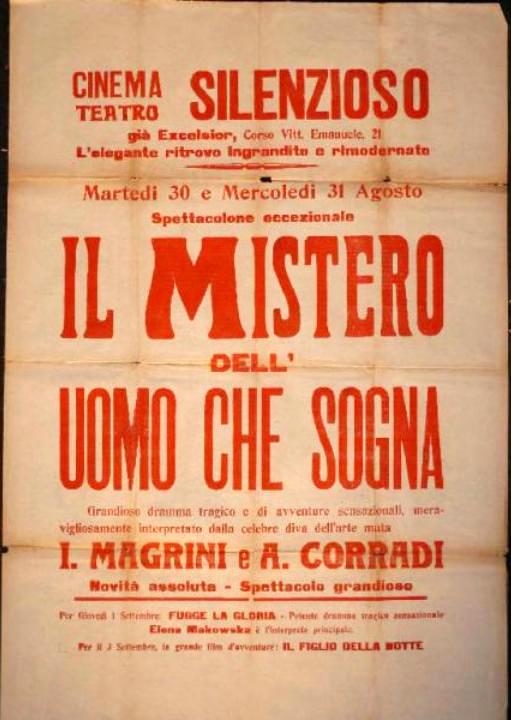 CINEMA TEATRO SILENZIOSO
già Excelsior, Corso Vitt. Emanuele, 21
L'elegante ritrovo ingrandito e rimodernato
Martedì 30 e Mercoledì 31 Agosto
Spettacolone eccezionale
IL MISTERO
DELL'
UOMO CHE SOGNA
Grandioso dramma tragico e di avventure sensazionali, mera-
vigliosamente interpretato dalla celebre diva dell'arte muta
I. MAGRINI e A. CORRADI
Novità assoluta - Spettacolo grandioso
Per Giovedì 1 Settembre: FUGGE LA GLORIA - Potente dramma tragico sensazionale
Elena Makowska è l'interprete principale.
Per il 3 Settembre, la grande film d'avventure: IL FIGLIO DELLA NOTTE